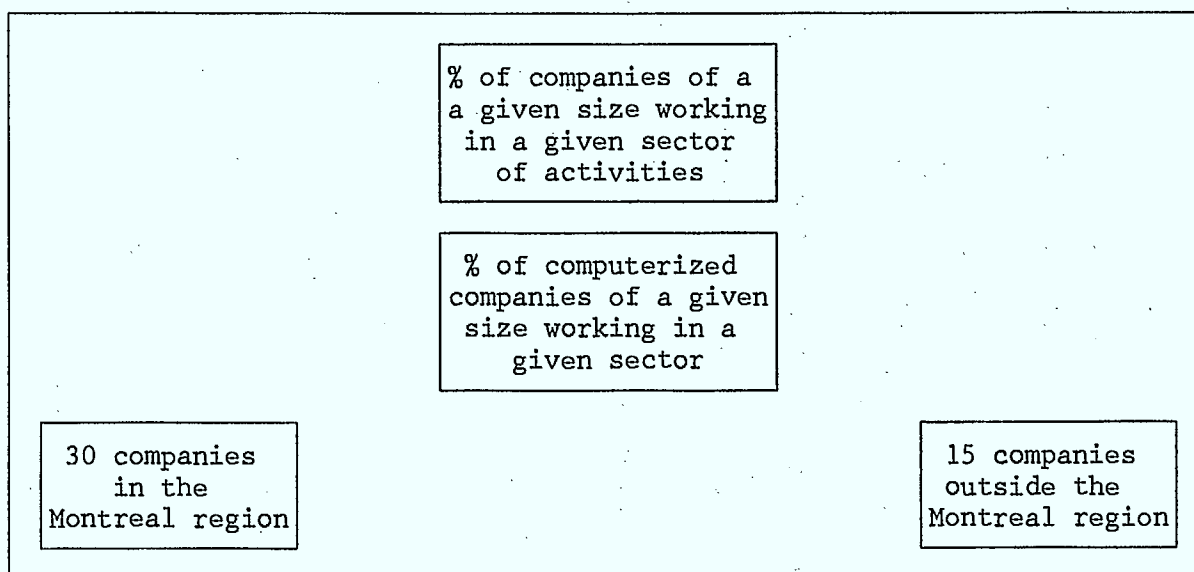 % of companies of a
a given size working
in a given sector
of activities
% of computerized
companies of a given
size working in a
given sector
30 companies
in the
Montreal region
15 companies
outside the
Montreal region